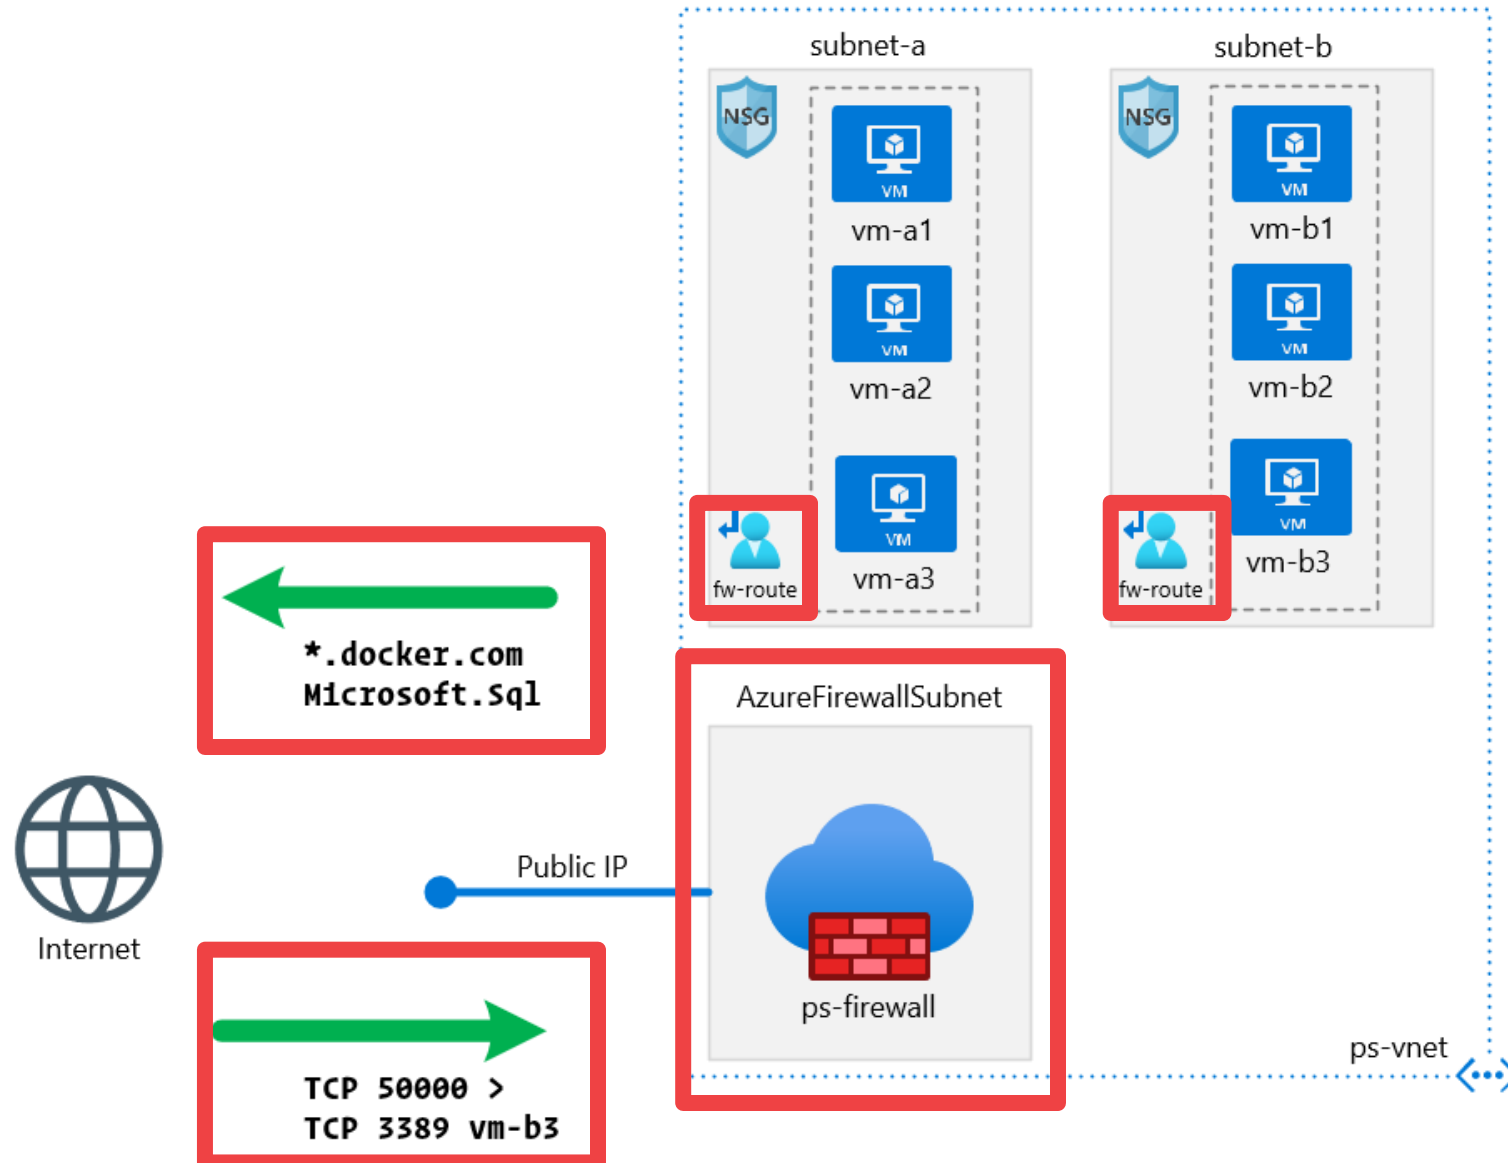 subnet-a
subnet-b
NSG
NSG
VM
VM
vm-a1
vm-b1
VM
VM
vm-a2
vm-b2
VM
VM
vm-a3
vm-b3
fw-route
fw-route
*.docker.com
Microsoft.Sql
AzureFirewallSubnet
Public IP
Internet
ps-firewall
ps-vnet
TCP 50000 >
TCP 3389 vm-b3